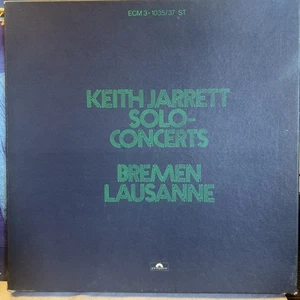 ECM 3-1035/37 ST
KEITH JARRETT
SOLO-
CONCERTS
BREMEN
LAUSANNE